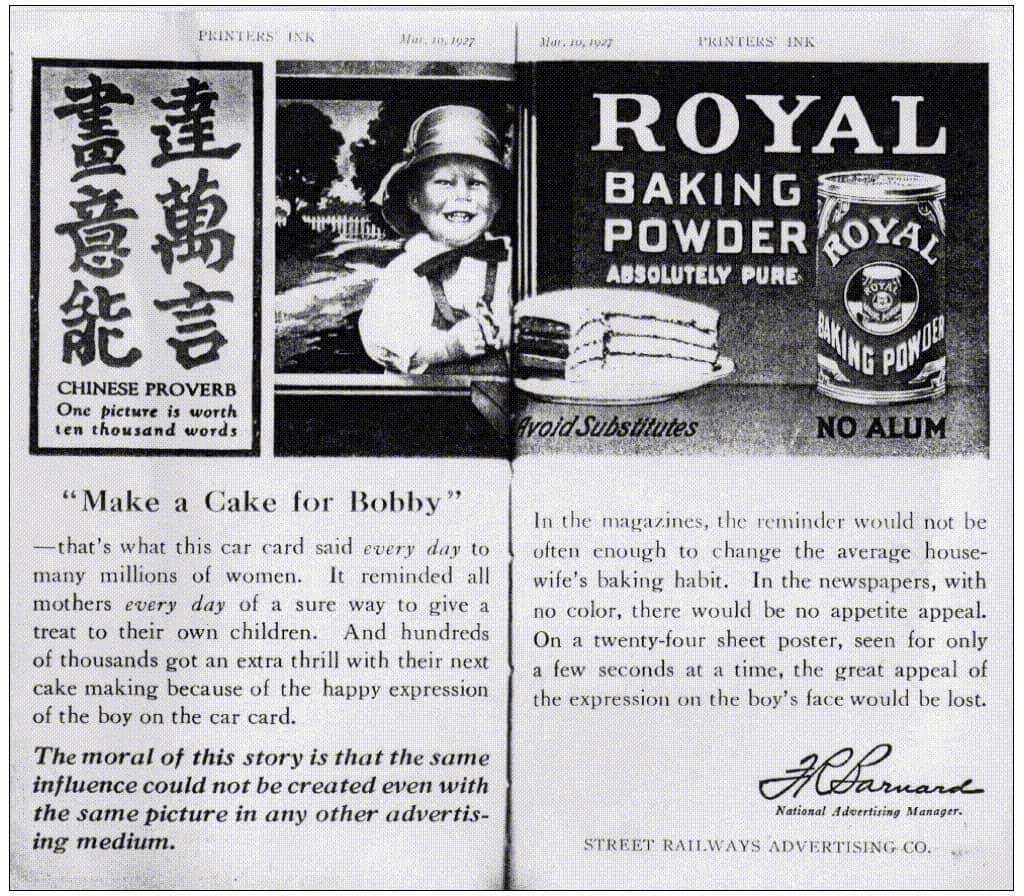 PRINTERS' INK
Mar. 10, 1927
Mar. 10, 1927
PRINTERS' INK
畫意能
達萬言
CHINESE PROVERB
One picture is worth
ten thousand words
ROYAL
BAKING
POWDER
ABSOLUTELY PURE
ROYAL
ROYAL
BAKING POWDER
Avoid Substitutes
NO ALUM
"Make a Cake for Bobby"
—that's what this car card said every day to
many millions of women. It reminded all
mothers every day of a sure way to give a
treat to their own children. And hundreds
of thousands got an extra thrill with their next
cake making because of the happy expression
of the boy on the car card.
The moral of this story is that the same
influence could not be created even with
the same picture in any other advertis-
ing medium.
In the magazines, the reminder would not be
often enough to change the average house-
wife's baking habit. In the newspapers, with
no color, there would be no appetite appeal.
On a twenty-four sheet poster, seen for only
a few seconds at a time, the great appeal of
the expression on the boy's face would be lost.
FR Barnard
National Advertising Manager.
STREET RAILWAYS ADVERTISING CO.